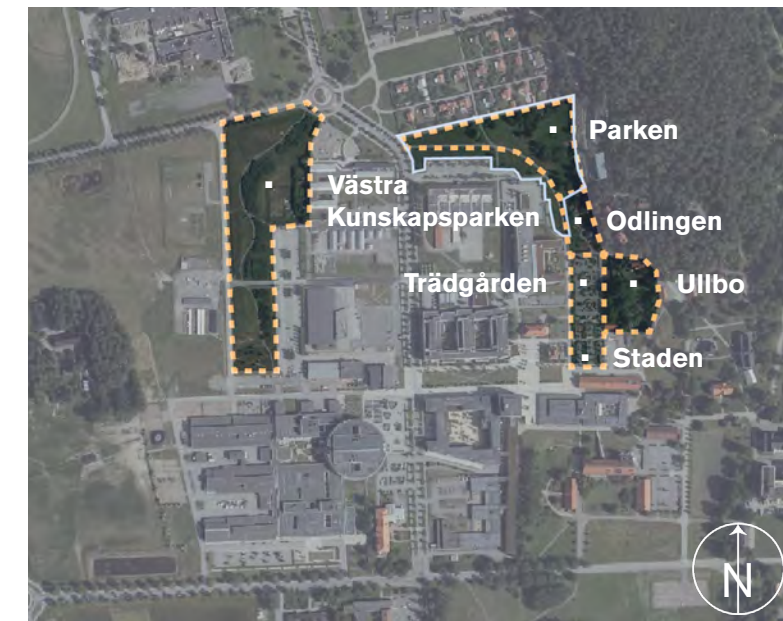 Parken
Västra
Kunskapsparken
Odlingen
Trädgården
Ullbo
Staden
N